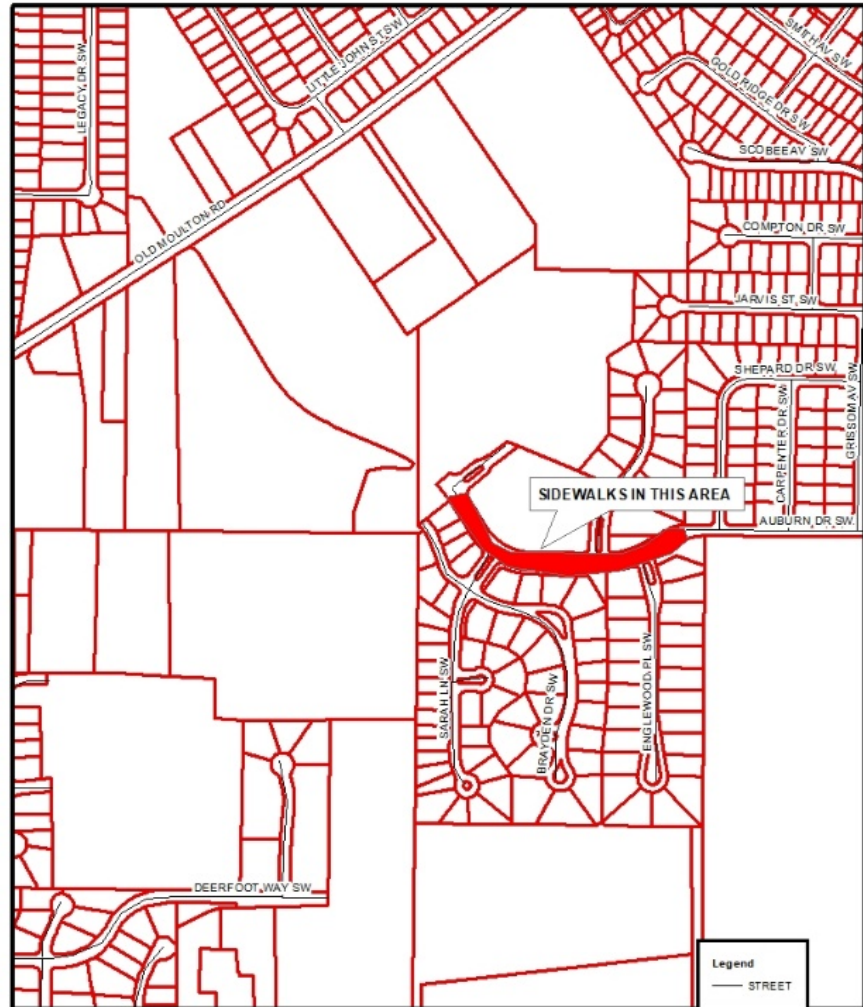 LITTLE JOHN ST SW
SMITH AV SW
LEGACY DR SW
GOLD RIDGE DR SW
SCOBEE AV SW
OLD MOULTON RD
COMPTON DR SW
JARVIS ST SW
SHEPARD DR SW
CARPENTER DR SW
GRISSOM AV SW
SIDEWALKS IN THIS AREA
AUBURN DR SW
SARAH LN SW
BRAYDEN DR SW
ENGLEWOOD PL SW
DEERFOOT WAY SW
Legend
STREET